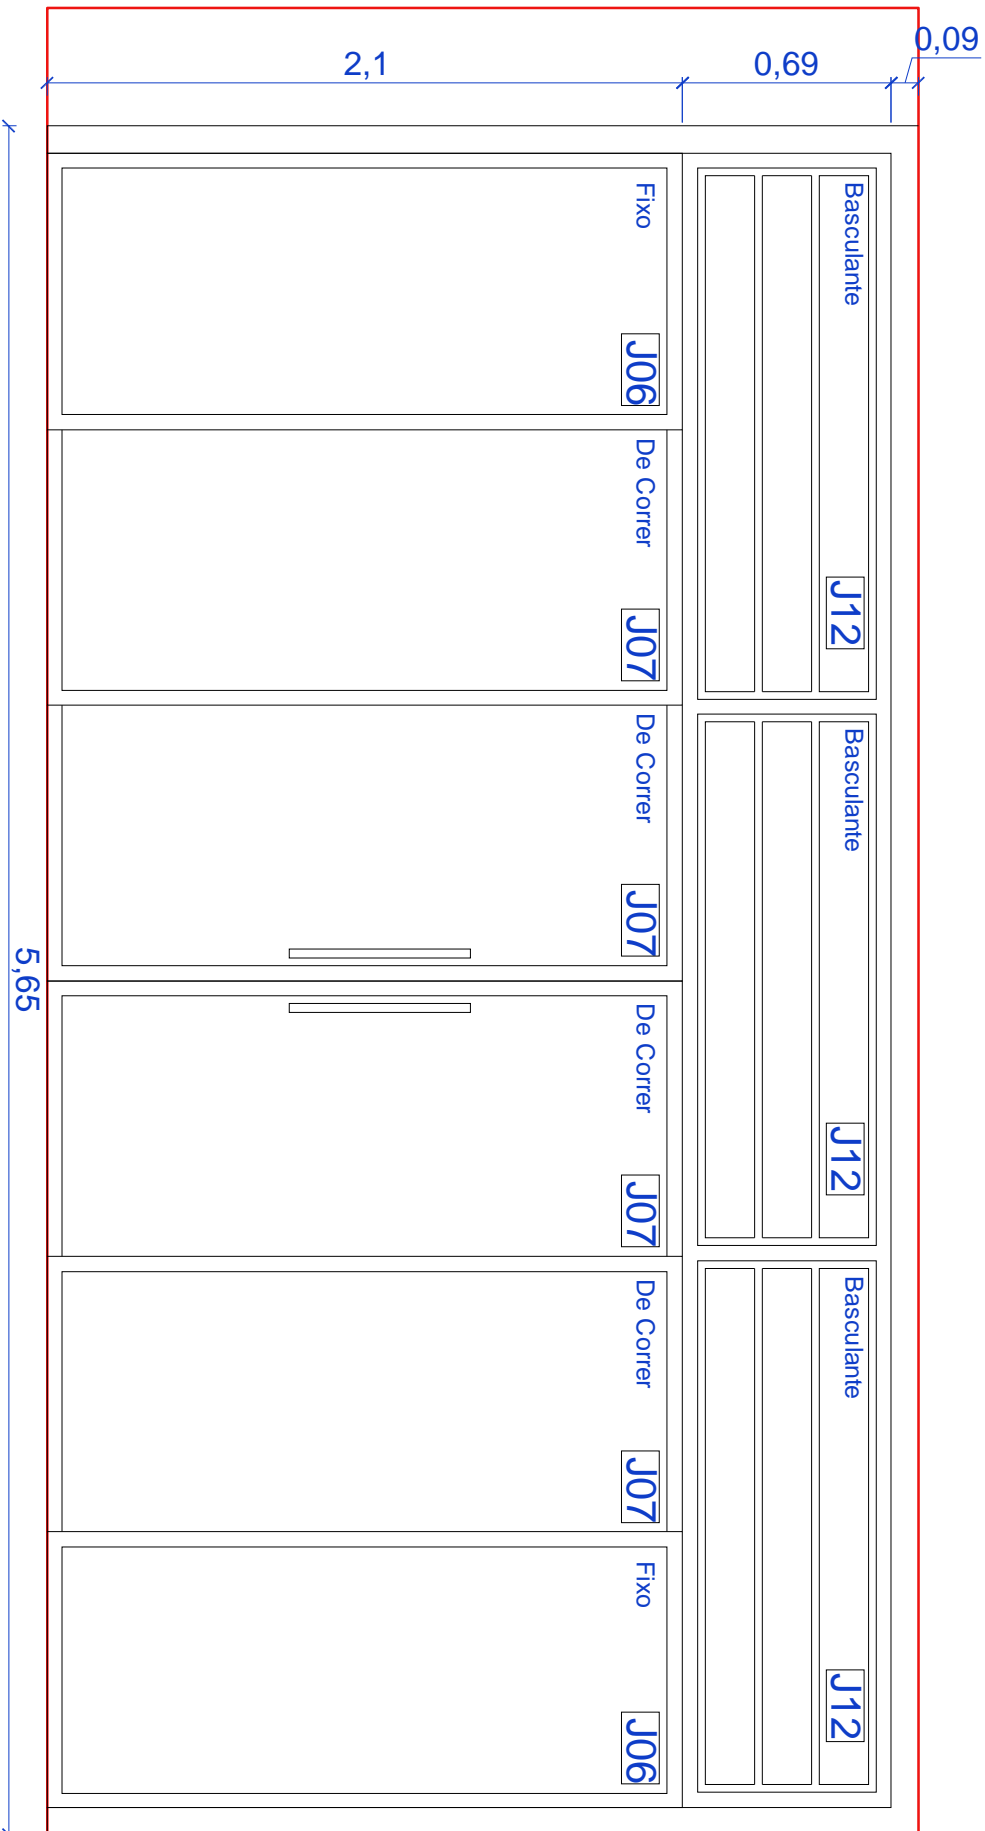 0,09
2,1
0,69
Basculante
J12
Basculante
J12
Basculante
J12
Fixo
J06
De Correr
J07
De Correr
J07
De Correr
J07
De Correr
J07
Fixo
J06
5,65